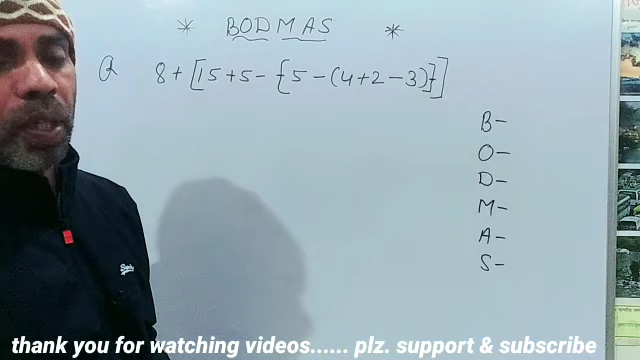 * BODMAS *
Q 8 + [15 + 5 - {5 - (4 + 2 - 3)}]
B -
O -
D -
M -
A -
S -
thank you for watching videos...... plz. support & subscribe